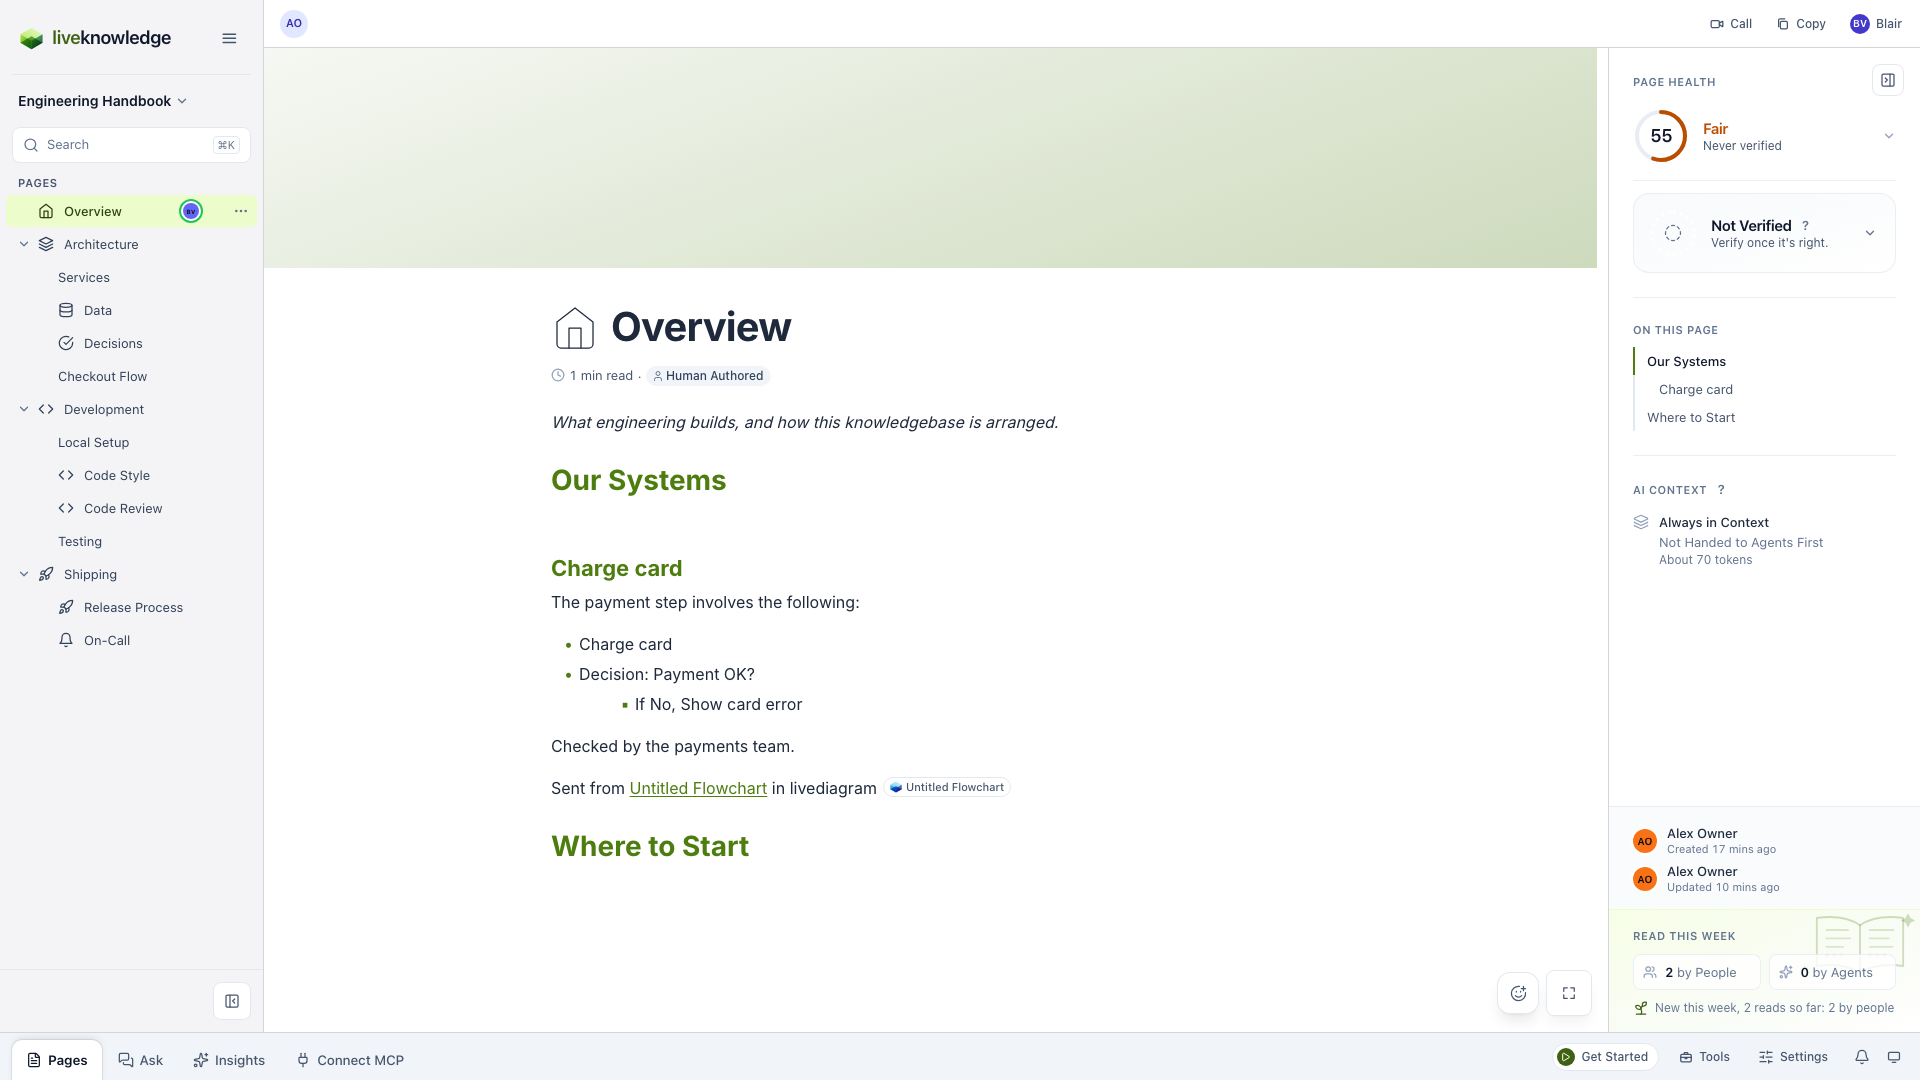 liveknowledge
Engineering Handbook
Search
⌘K
PAGES
Overview
BV
Architecture
Services
Data
Decisions
Checkout Flow
Development
Local Setup
Code Style
Code Review
Testing
Shipping
Release Process
On-Call
AO
Call
Copy
BV
Blair
Overview
1 min read · Human Authored
What engineering builds, and how this knowledgebase is arranged.
Our Systems
Charge card
The payment step involves the following:
• Charge card
• Decision: Payment OK?
▪ If No, Show card error
Checked by the payments team.
Sent from Untitled Flowchart in livediagram Untitled Flowchart
Where to Start
PAGE HEALTH
55
Fair
Never verified
Not Verified ?
Verify once it's right.
ON THIS PAGE
Our Systems
Charge card
Where to Start
AI CONTEXT ?
Always in Context
Not Handed to Agents First
About 70 tokens
AO
Alex Owner
Created 17 mins ago
AO
Alex Owner
Updated 10 mins ago
READ THIS WEEK
2 by People
0 by Agents
New this week, 2 reads so far: 2 by people
Pages
Ask
Insights
Connect MCP
Get Started
Tools
Settings